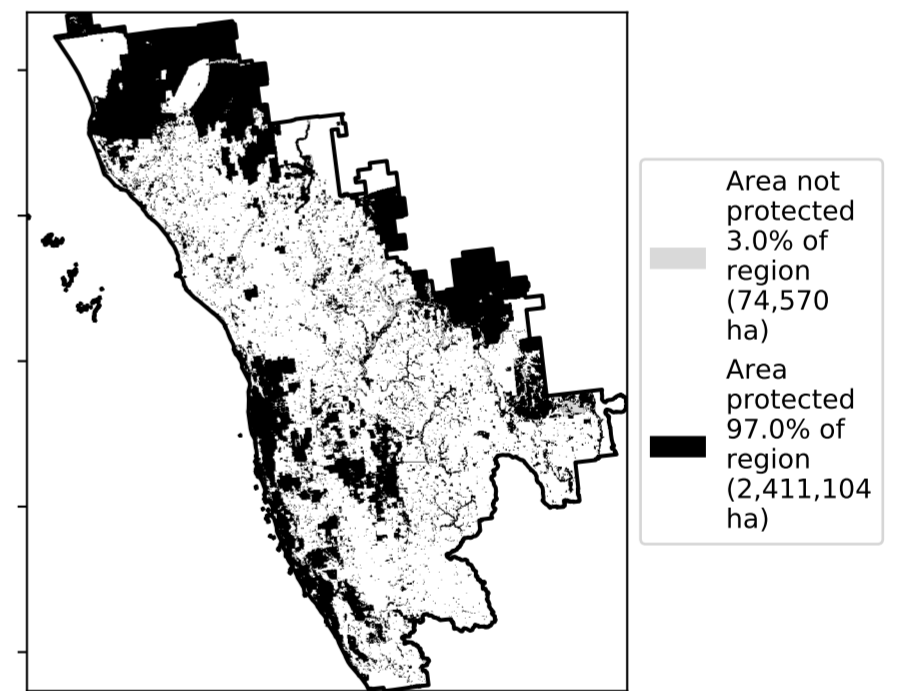 Area not
protected
3.0% of
region
(74,570
ha)
Area
protected
97.0% of
region
(2,411,104
ha)